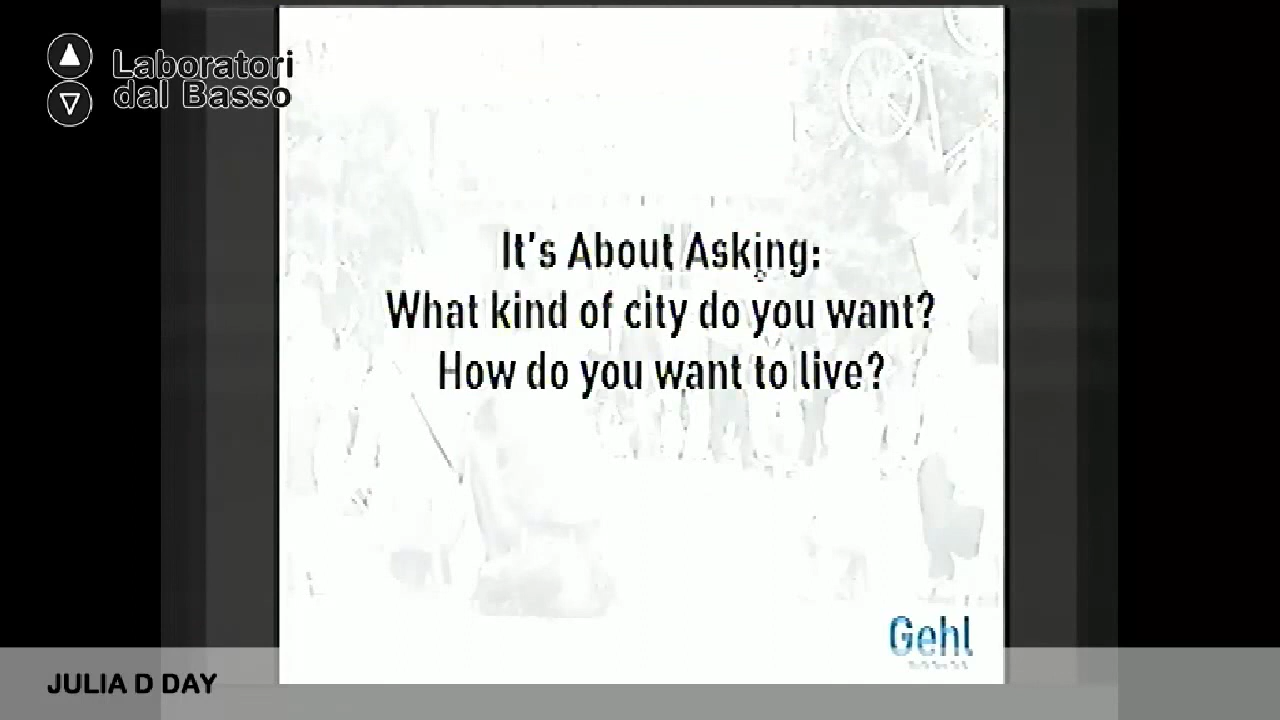 Laboratori
dal Basso
It's About Asking:
What kind of city do you want?
How do you want to live?
Gehl
JULIA D DAY